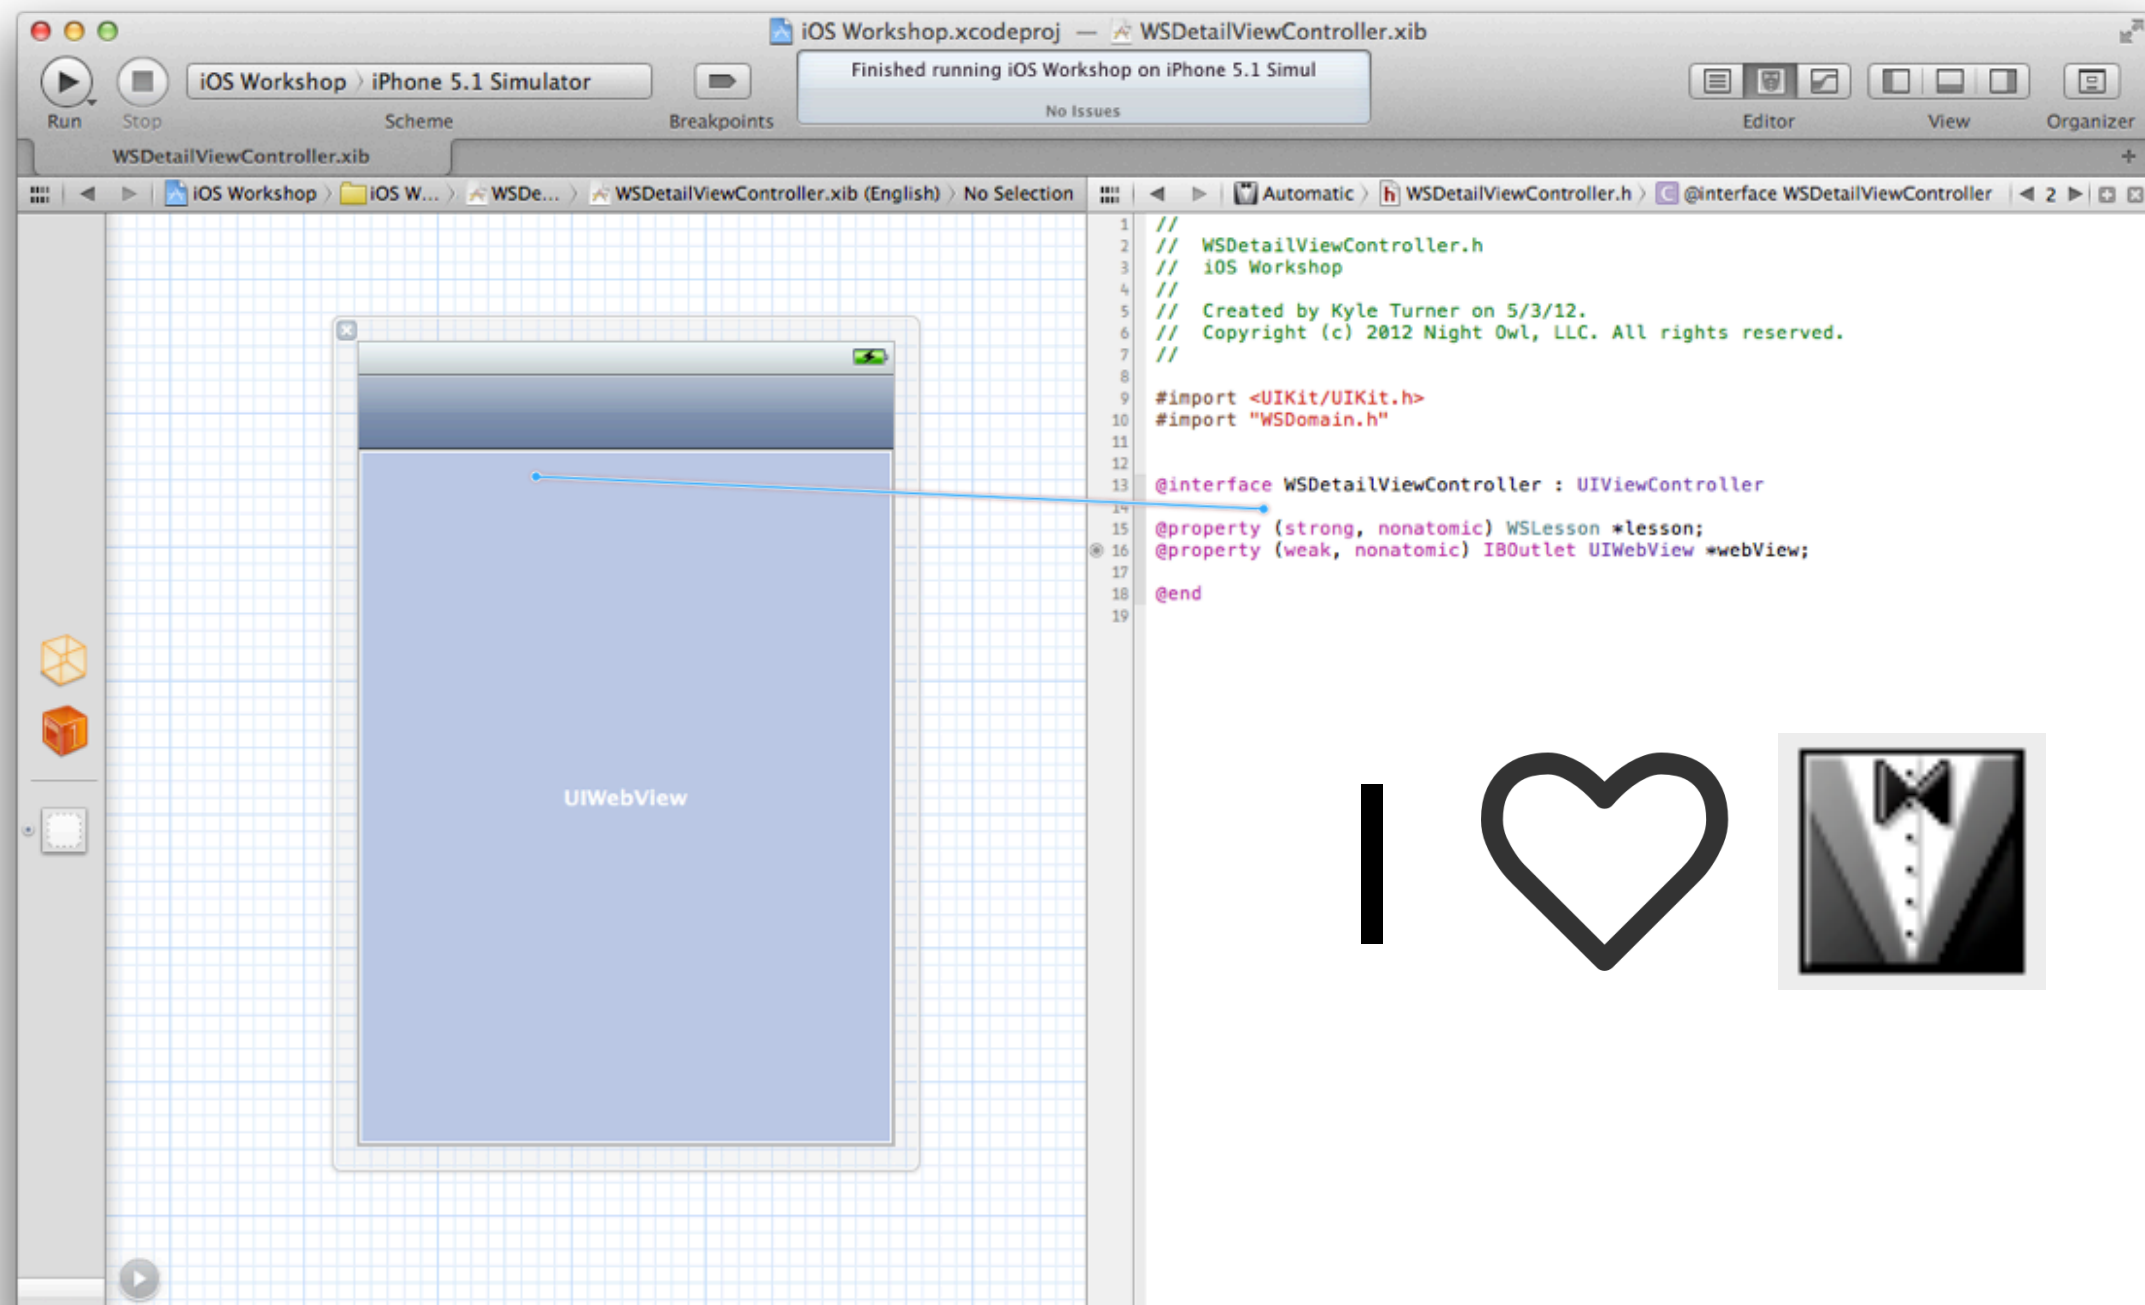 iOS Workshop.xcodeproj — WSDetailViewController.xib
iOS Workshop 〉 iPhone 5.1 Simulator
Finished running iOS Workshop on iPhone 5.1 Simul
No Issues
Run
Stop
Scheme
Breakpoints
Editor
View
Organizer
WSDetailViewController.xib
iOS Workshop 〉 iOS W... 〉 WSDe... 〉 WSDetailViewController.xib (English) 〉 No Selection
Automatic 〉 h WSDetailViewController.h 〉 C @interface WSDetailViewController 2
1 //
2 //  WSDetailViewController.h
3 //  iOS Workshop
4 //
5 //  Created by Kyle Turner on 5/3/12.
6 //  Copyright (c) 2012 Night Owl, LLC. All rights reserved.
7 //
8
9 #import <UIKit/UIKit.h>
10 #import "WSDomain.h"
11
12
13 @interface WSDetailViewController : UIViewController
14
15 @property (strong, nonatomic) WSLesson *lesson;
16 @property (weak, nonatomic) IBOutlet UIWebView *webView;
17
18 @end
19
UIWebView
I